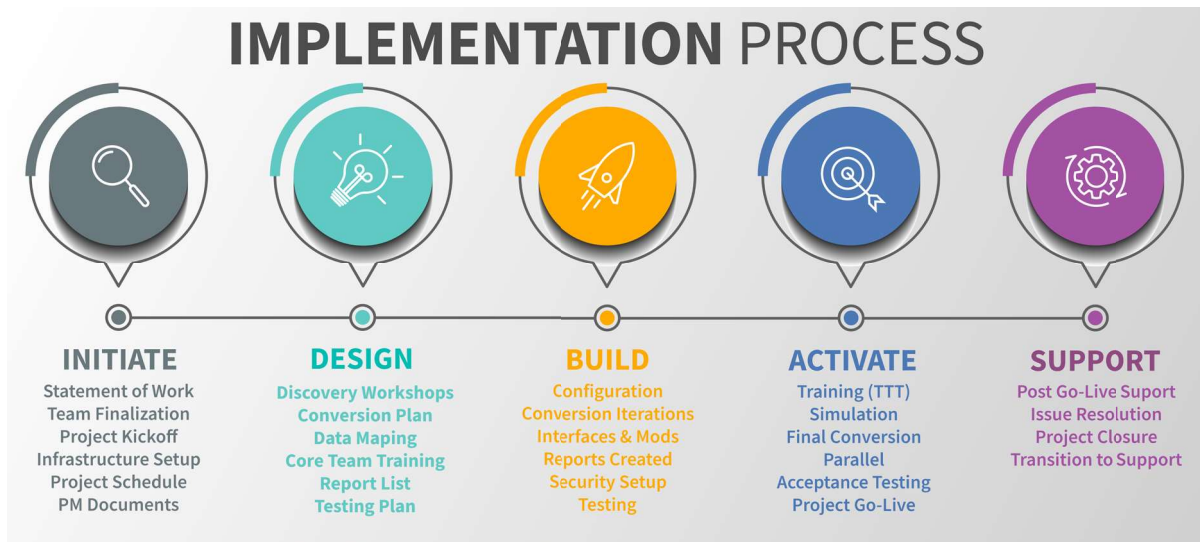 IMPLEMENTATION PROCESS
INITIATE
Statement of Work
Team Finalization
Project Kickoff
Infrastructure Setup
Project Schedule
PM Documents
DESIGN
Discovery Workshops
Conversion Plan
Data Maping
Core Team Training
Report List
Testing Plan
BUILD
Configuration
Conversion Iterations
Interfaces & Mods
Reports Created
Security Setup
Testing
ACTIVATE
Training (TTT)
Simulation
Final Conversion
Parallel
Acceptance Testing
Project Go-Live
SUPPORT
Post Go-Live Suport
Issue Resolution
Project Closure
Transition to Support